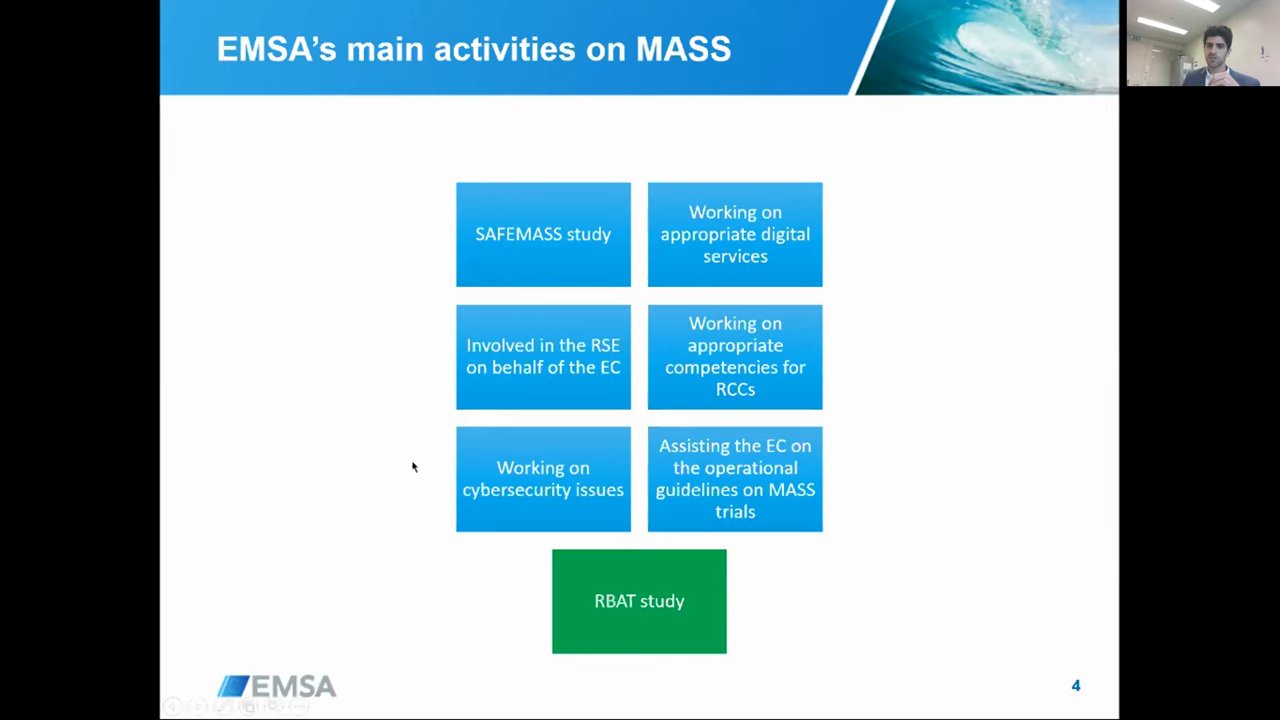 EMSA's main activities on MASS
SAFEMASS study
Working on
appropriate digital
services
Involved in the RSE
on behalf of the EC
Working on
appropriate
competencies for
RCCs
Working on
cybersecurity issues
Assisting the EC on
the operational
guidelines on MASS
trials
RBAT study
EMSA
4